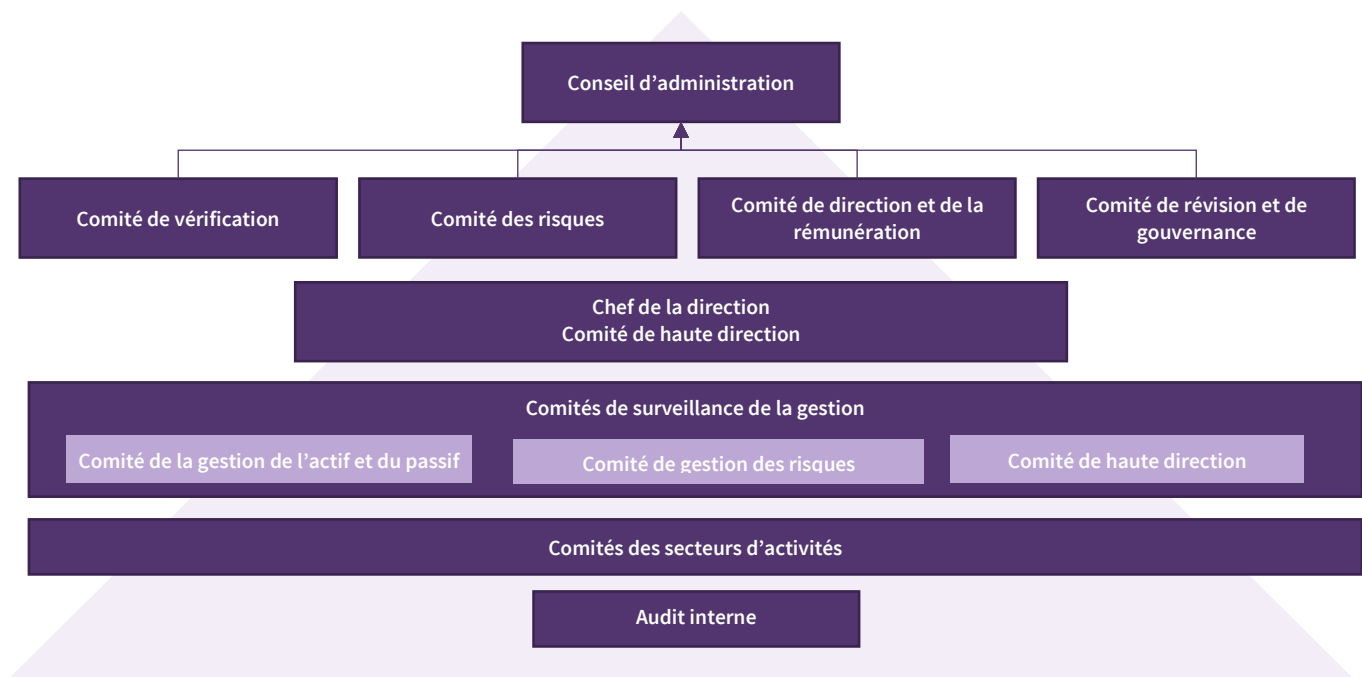 Conseil d’administration
Comité de vérification
Comité des risques
Comité de direction et de la
rémunération
Comité de révision et de
gouvernance
Chef de la direction
Comité de haute direction
Comités de surveillance de la gestion
Comité de la gestion de l’actif et du passif
Comité de gestion des risques
Comité de haute direction
Comités des secteurs d’activités
Audit interne